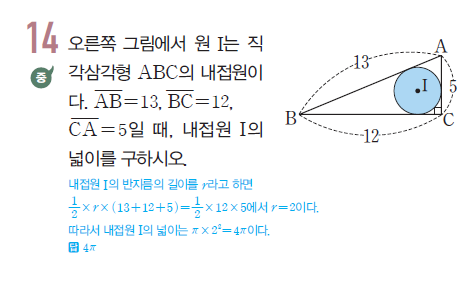 14
중
오른쪽 그림에서 원 I는 직
각삼각형 ABC의 내접원이
다. AB=13, BC=12,
CA=5일 때, 내접원 I의
넓이를 구하시오.
A
13
I
5
B
C
12
내접원 I의 반지름의 길이를 r라고 하면
1/2×r×(13+12+5)=1/2×12×5에서 r=2이다.
따라서 내접원 I의 넓이는 π×2²=4π이다.
답 4π